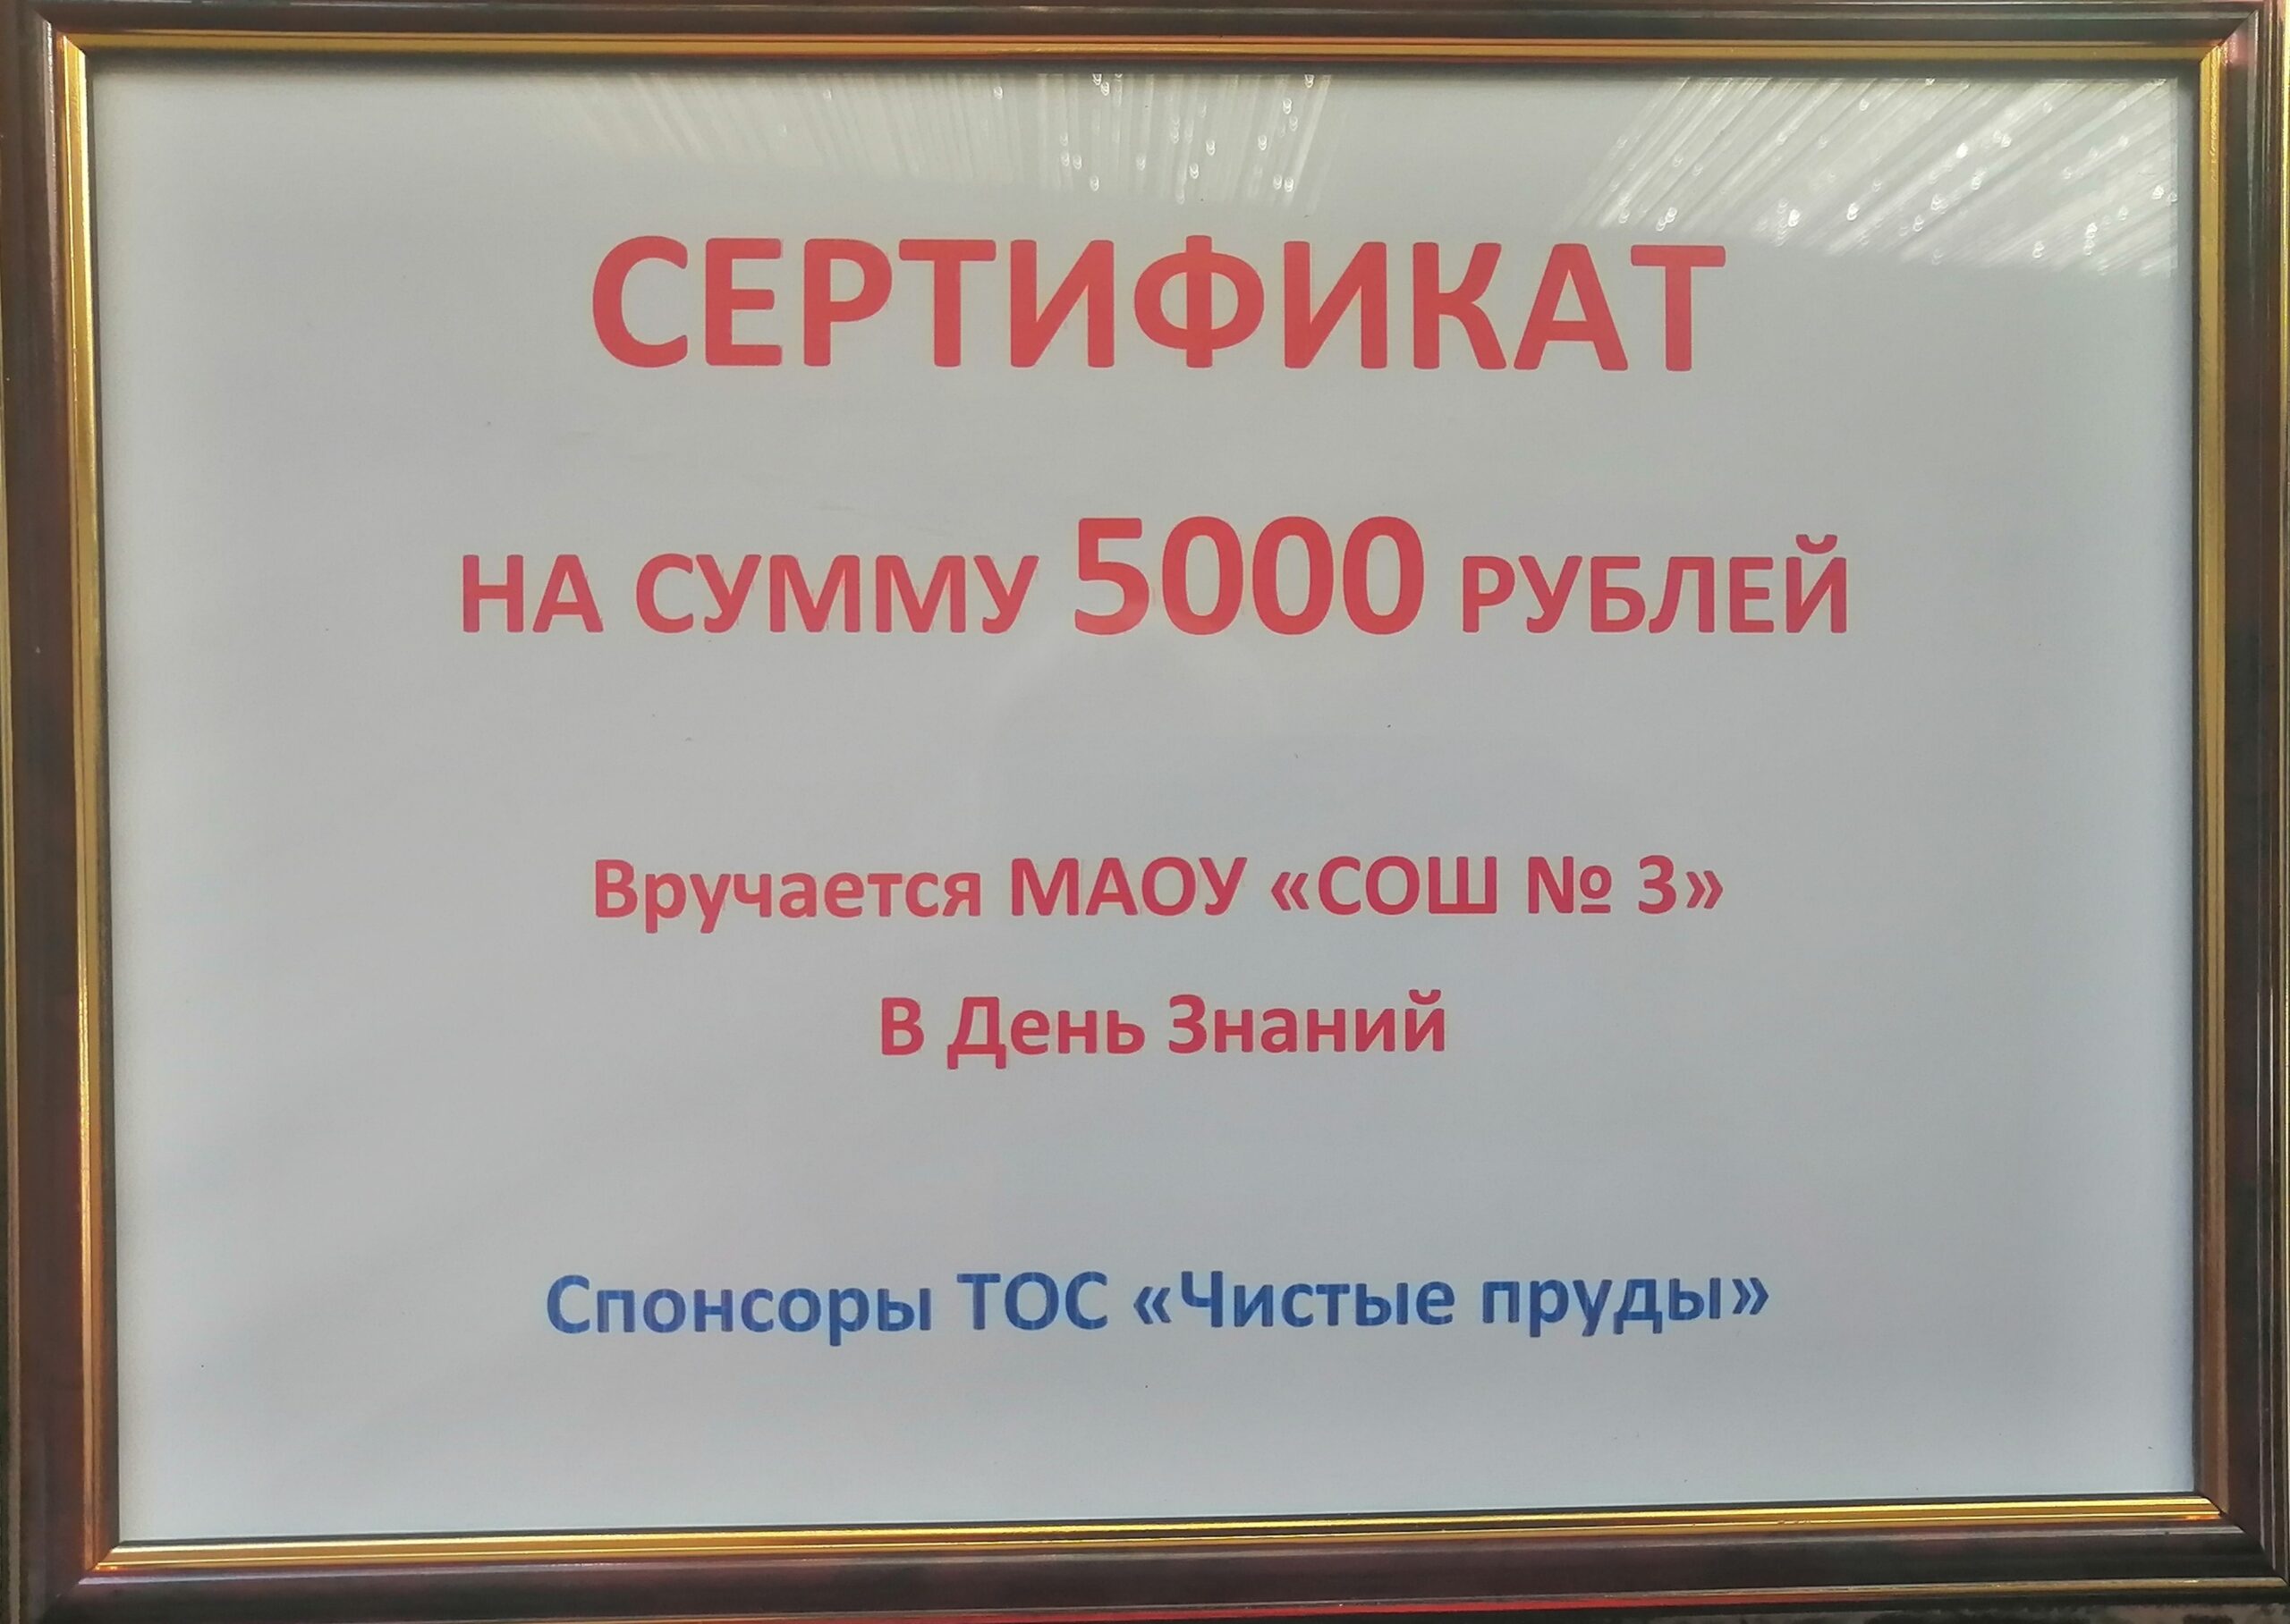 СЕРТИФИКАТ
НА СУММУ 5000 РУБЛЕЙ
Вручается МАОУ «СОШ № 3»
В День Знаний
Спонсоры ТОС «Чистые пруды»